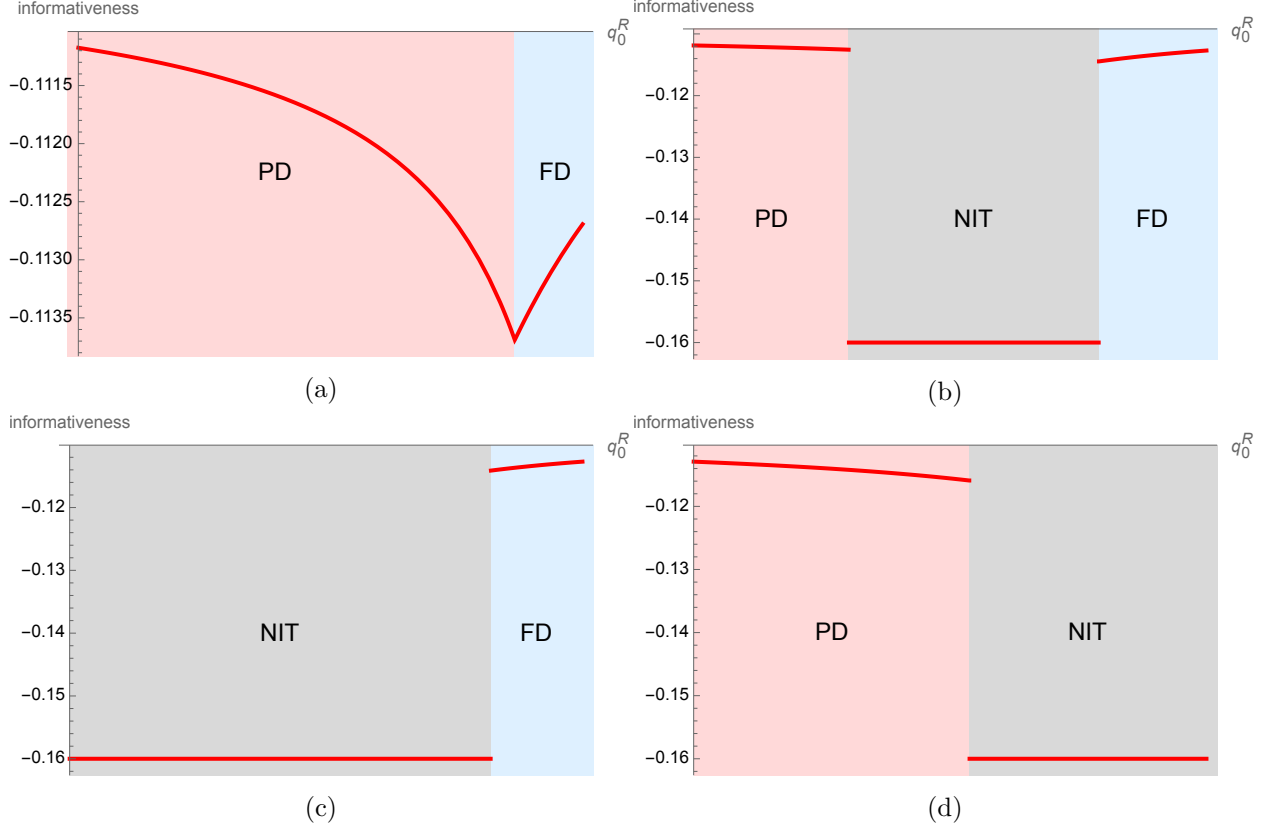 informativeness
q_0^R
−0.1115
−0.1120
−0.1125
−0.1130
−0.1135
PD
FD
(a)
informativeness
q_0^R
−0.12
−0.13
−0.14
−0.15
−0.16
PD
NIT
FD
(b)
informativeness
q_0^R
−0.12
−0.13
−0.14
−0.15
−0.16
NIT
FD
(c)
informativeness
q_0^R
−0.12
−0.13
−0.14
−0.15
−0.16
PD
NIT
(d)